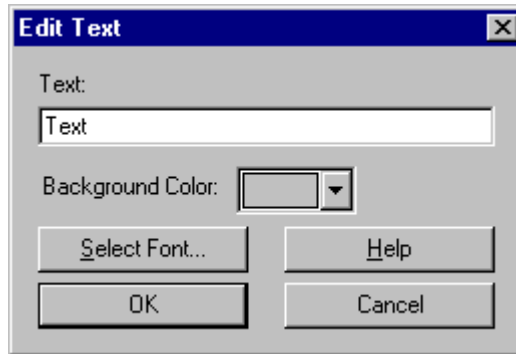 Edit Text
Text:
Text
Background Color:
Select Font... Help
OK Cancel